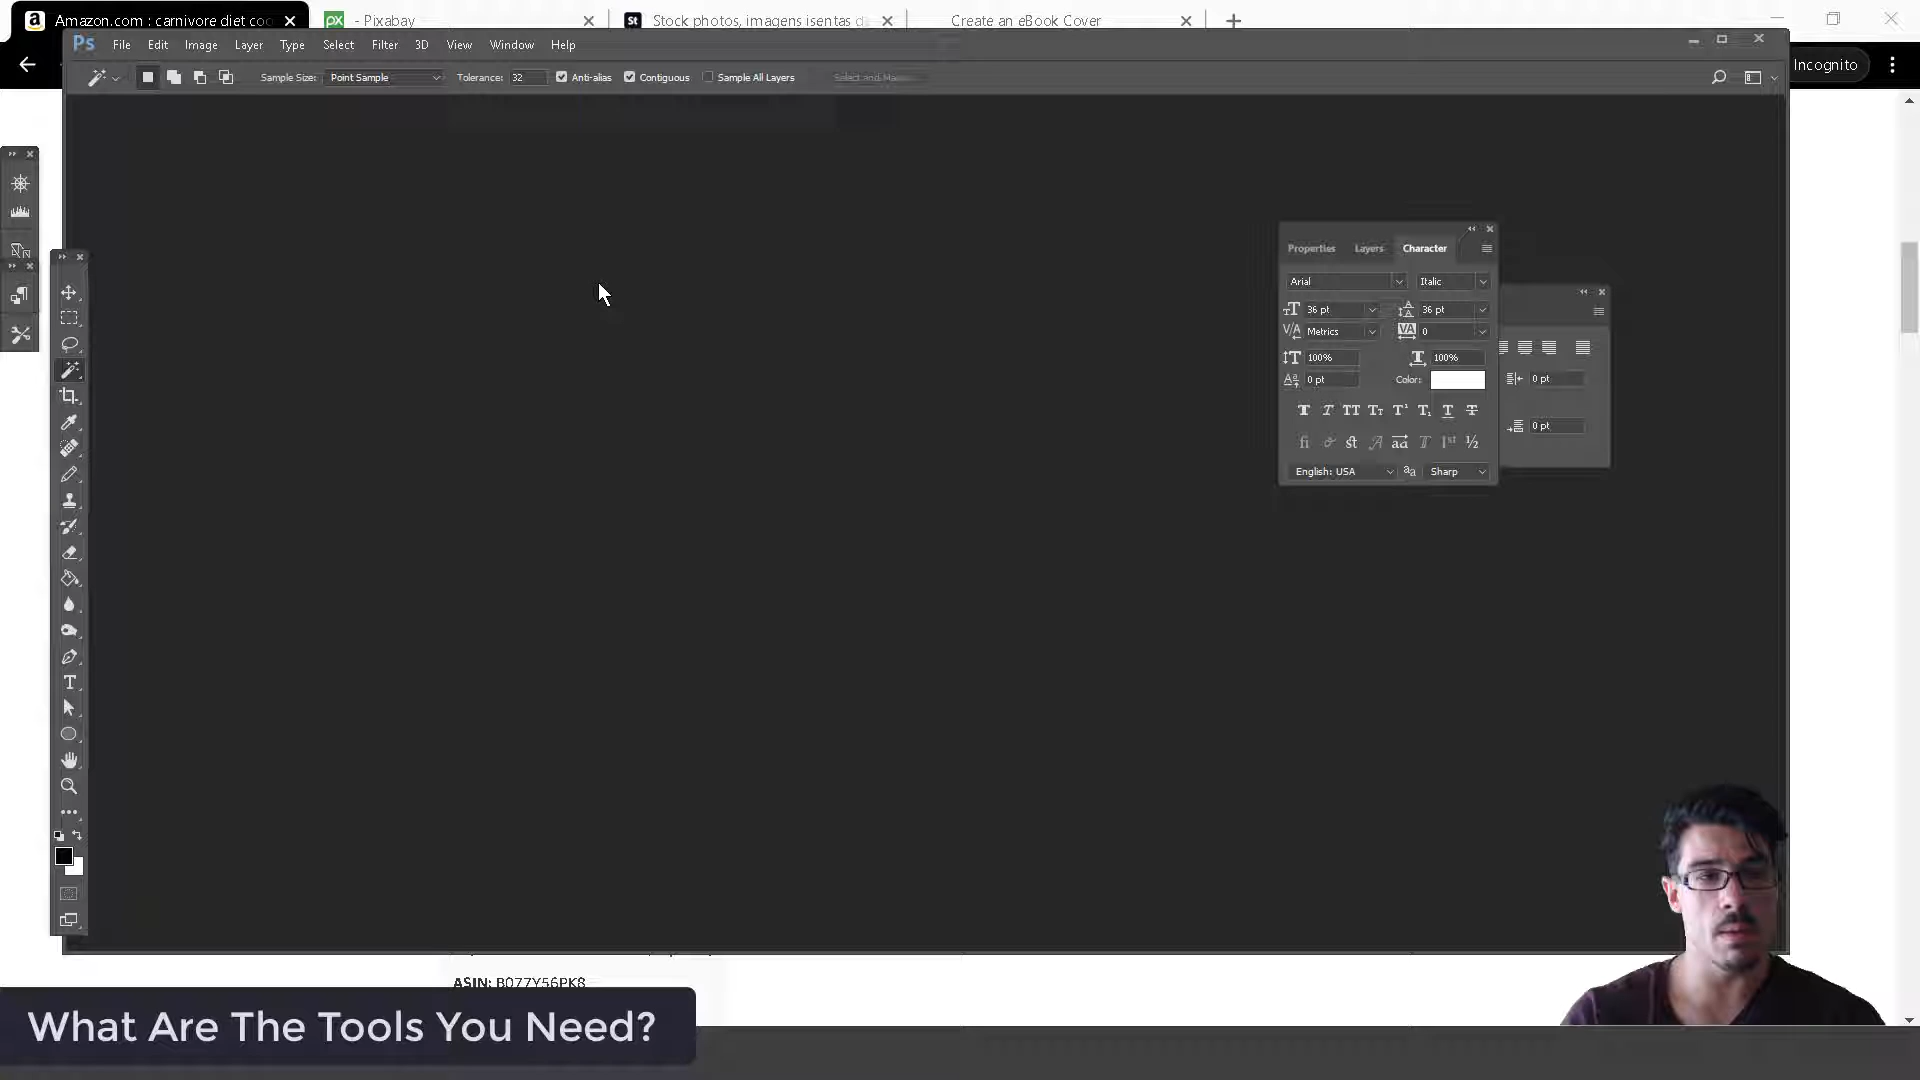 Amazon.com : carnivore diet coo
- Pixabay
St Stock photos, imagens isentas d
Create an eBook Cover
Ps File Edit Image Layer Type Select Filter 3D View Window Help
Incognito
Sample Size: Point Sample Tolerance: 32 Anti-alias Contiguous Sample All Layers
Properties Layers Character
Arial Italic
36 pt 36 pt
Metrics 0
100% 100%
0 pt Color:
0 pt
0 pt
English: USA Sharp
ASIN: B077Y56PK8
What Are The Tools You Need?